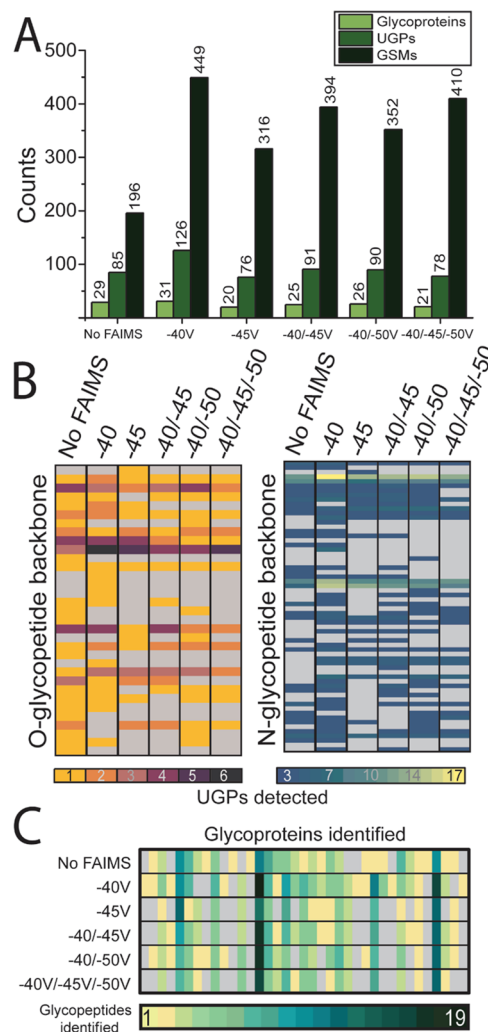 A
Glycoproteins
UGPs
GSMs
Counts
500
400
300
200
100
29 85 196
31 126 449
20 76 316
25 91 394
26 90 352
21 78 410
No FAIMS -40V -45V -40/-45V -40/-50V -40/-45/-50V
B
No FAIMS -40 -45 -40/-45 -40/-50 -40/-45/-50
No FAIMS -40 -45 -40/-45 -40/-50 -40/-45/-50
O-glycopetide backbone
N-glycopetide backbone
1 2 3 4 5 6
3 7 10 14 17
UGPs detected
C
Glycoproteins identified
No FAIMS
-40V
-45V
-40/-45V
-40/-50V
-40V/-45V/-50V
Glycopeptides
identified
1 19